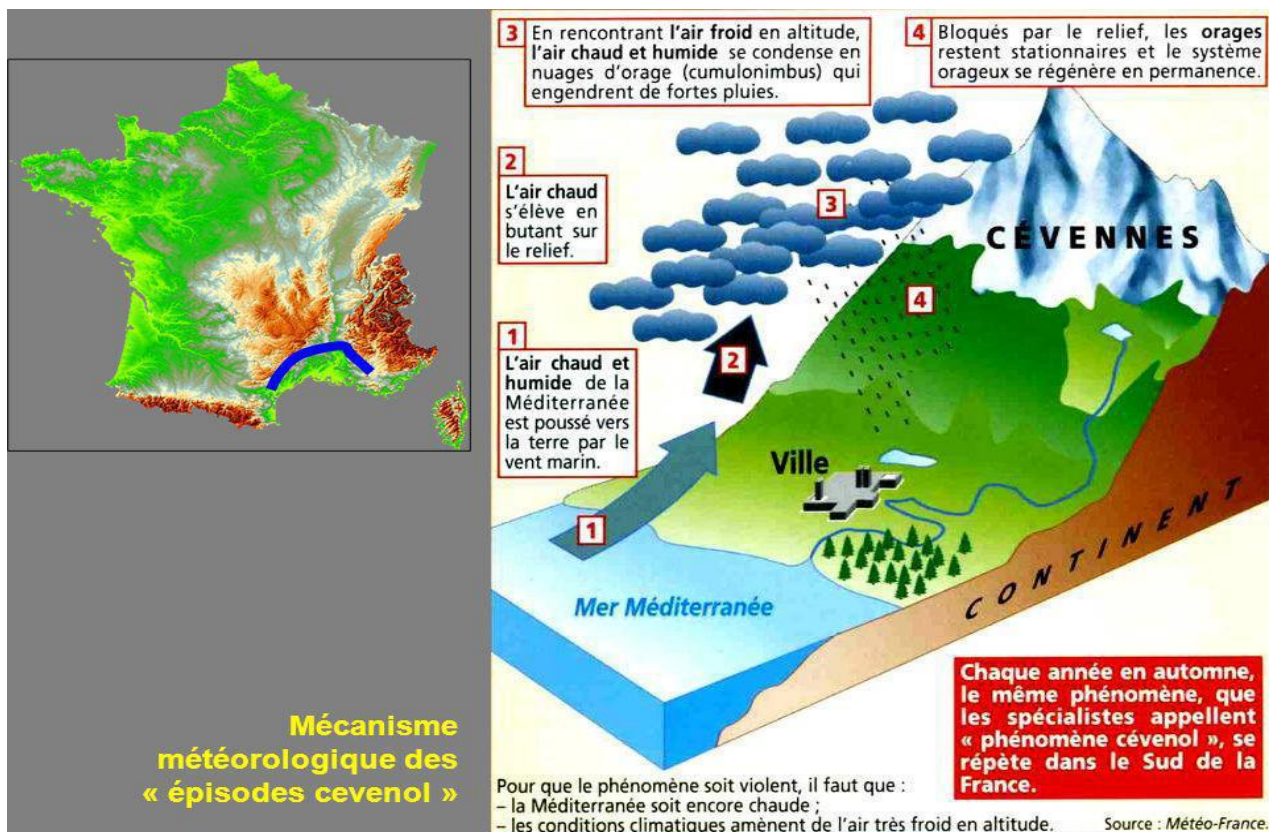 3 En rencontrant l'air froid en altitude,
l'air chaud et humide se condense en
nuages d'orage (cumulonimbus) qui
engendrent de fortes pluies.
4 Bloqués par le relief, les orages
restent stationnaires et le système
orageux se régénère en permanence.
2
L'air chaud
s'élève en
butant sur
le relief.
3
CÉVENNES
4
1
L'air chaud et
humide de la
Méditerranée
est poussé vers
la terre par le
vent marin.
2
Ville
1
Mer Méditerranée
CONTINENT
Mécanisme
météorologique des
« épisodes cevenol »
Chaque année en automne,
le même phénomène, que
les spécialistes appellent
« phénomène cévenol », se
répète dans le Sud de la
France.
Pour que le phénomène soit violent, il faut que :
– la Méditerranée soit encore chaude ;
– les conditions climatiques amènent de l'air très froid en altitude.
Source : Météo-France.